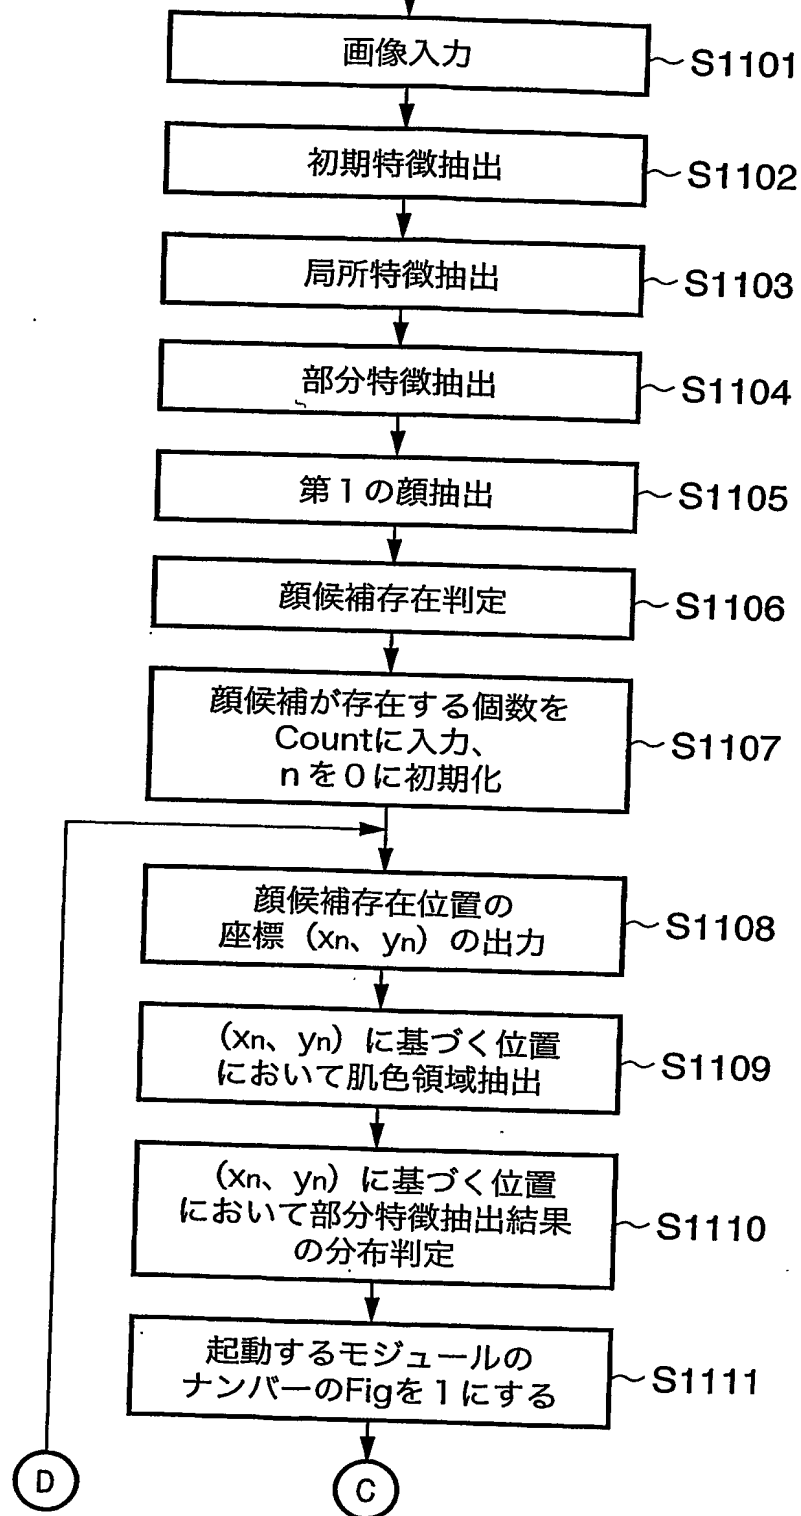 画像入力
S1101
初期特徴抽出
S1102
局所特徴抽出
S1103
部分特徴抽出
S1104
第１の顔抽出
S1105
顔候補存在判定
S1106
顔候補が存在する個数を
Countに入力、
nを０に初期化
S1107
顔候補存在位置の
座標（xn、yn）の出力
S1108
（xn、yn）に基づく位置
において肌色領域抽出
S1109
（xn、yn）に基づく位置
において部分特徴抽出結果
の分布判定
S1110
起動するモジュールの
ナンバーのFigを１にする
S1111
D
C